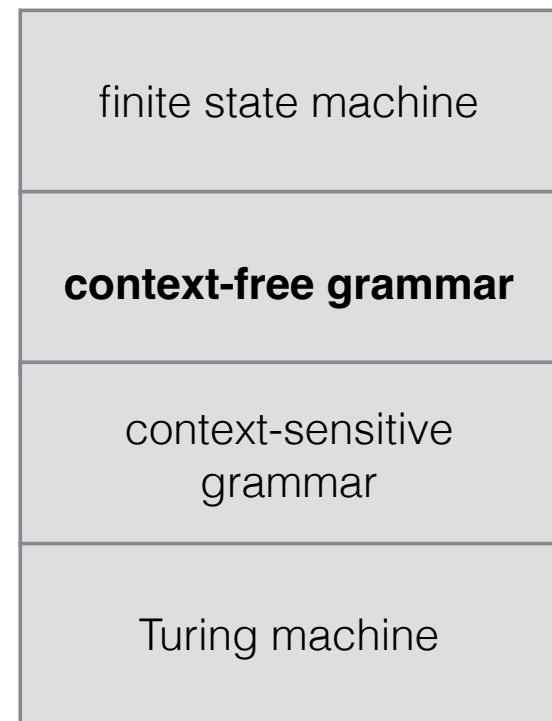 finite state machine
context-free grammar
context-sensitive
grammar
Turing machine